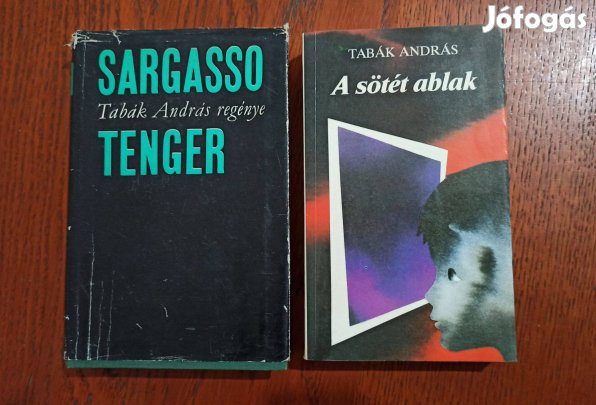 Jófogás
SARGASSO
Tabák András regénye
TENGER
TABÁK ANDRÁS
A sötét ablak